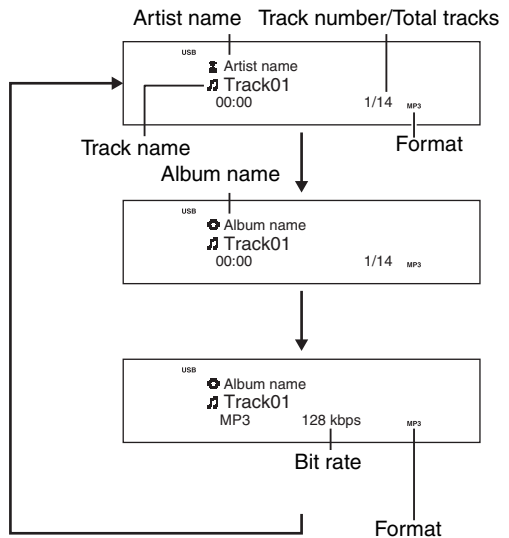 Artist name Track number/Total tracks
USB
Artist name
Track01
00:00 1/14 MP3
Track name Format
Album name
USB
Album name
Track01
00:00 1/14 MP3
USB
Album name
Track01
MP3 128 kbps MP3
Bit rate
Format